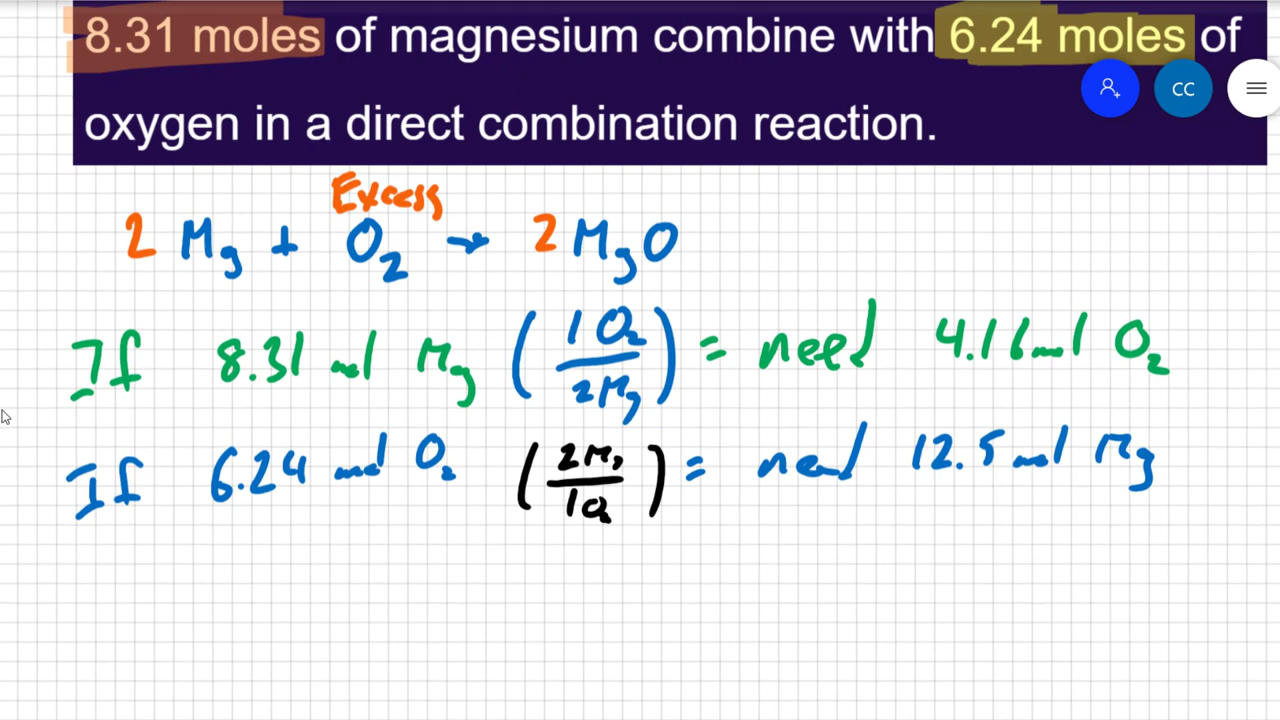 8.31 moles of magnesium combine with 6.24 moles of
oxygen in a direct combination reaction.
CC
Excess
2 Mg + O₂ → 2 MgO
If 8.31 mol Mg (1 O₂ / 2 Mg) = need 4.16 mol O₂
If 6.24 mol O₂ (2 Mg / 1 O₂) = need 12.5 mol Mg